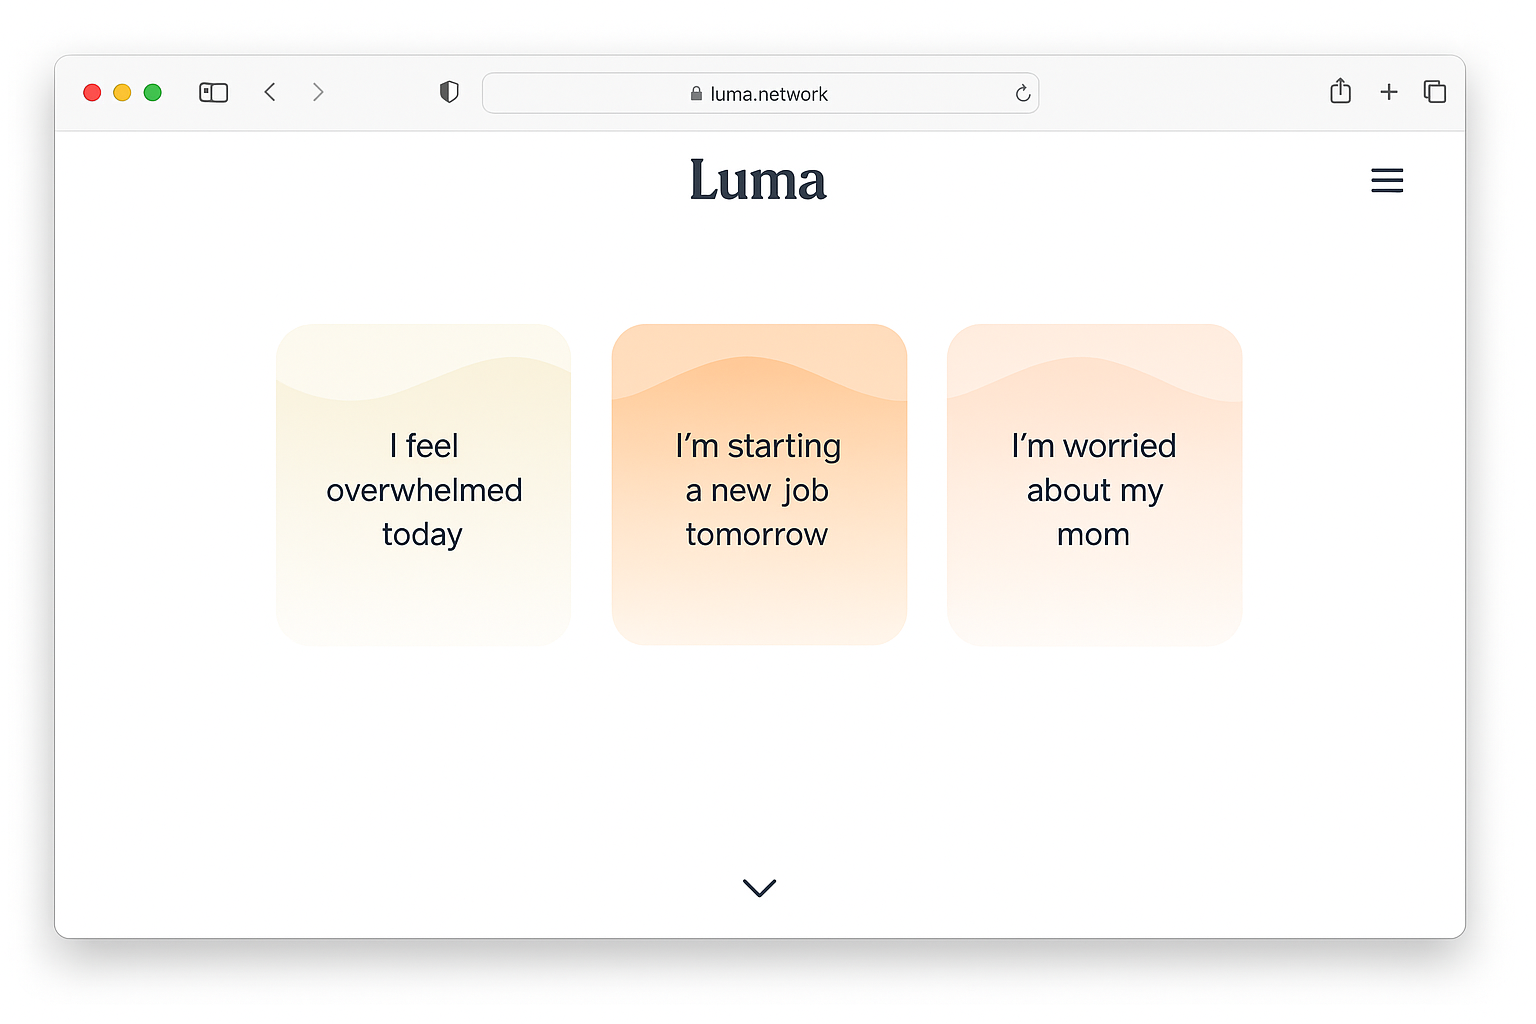 luma.network
Luma
I feel
overwhelmed
today
I’m starting
a new job
tomorrow
I’m worried
about my
mom